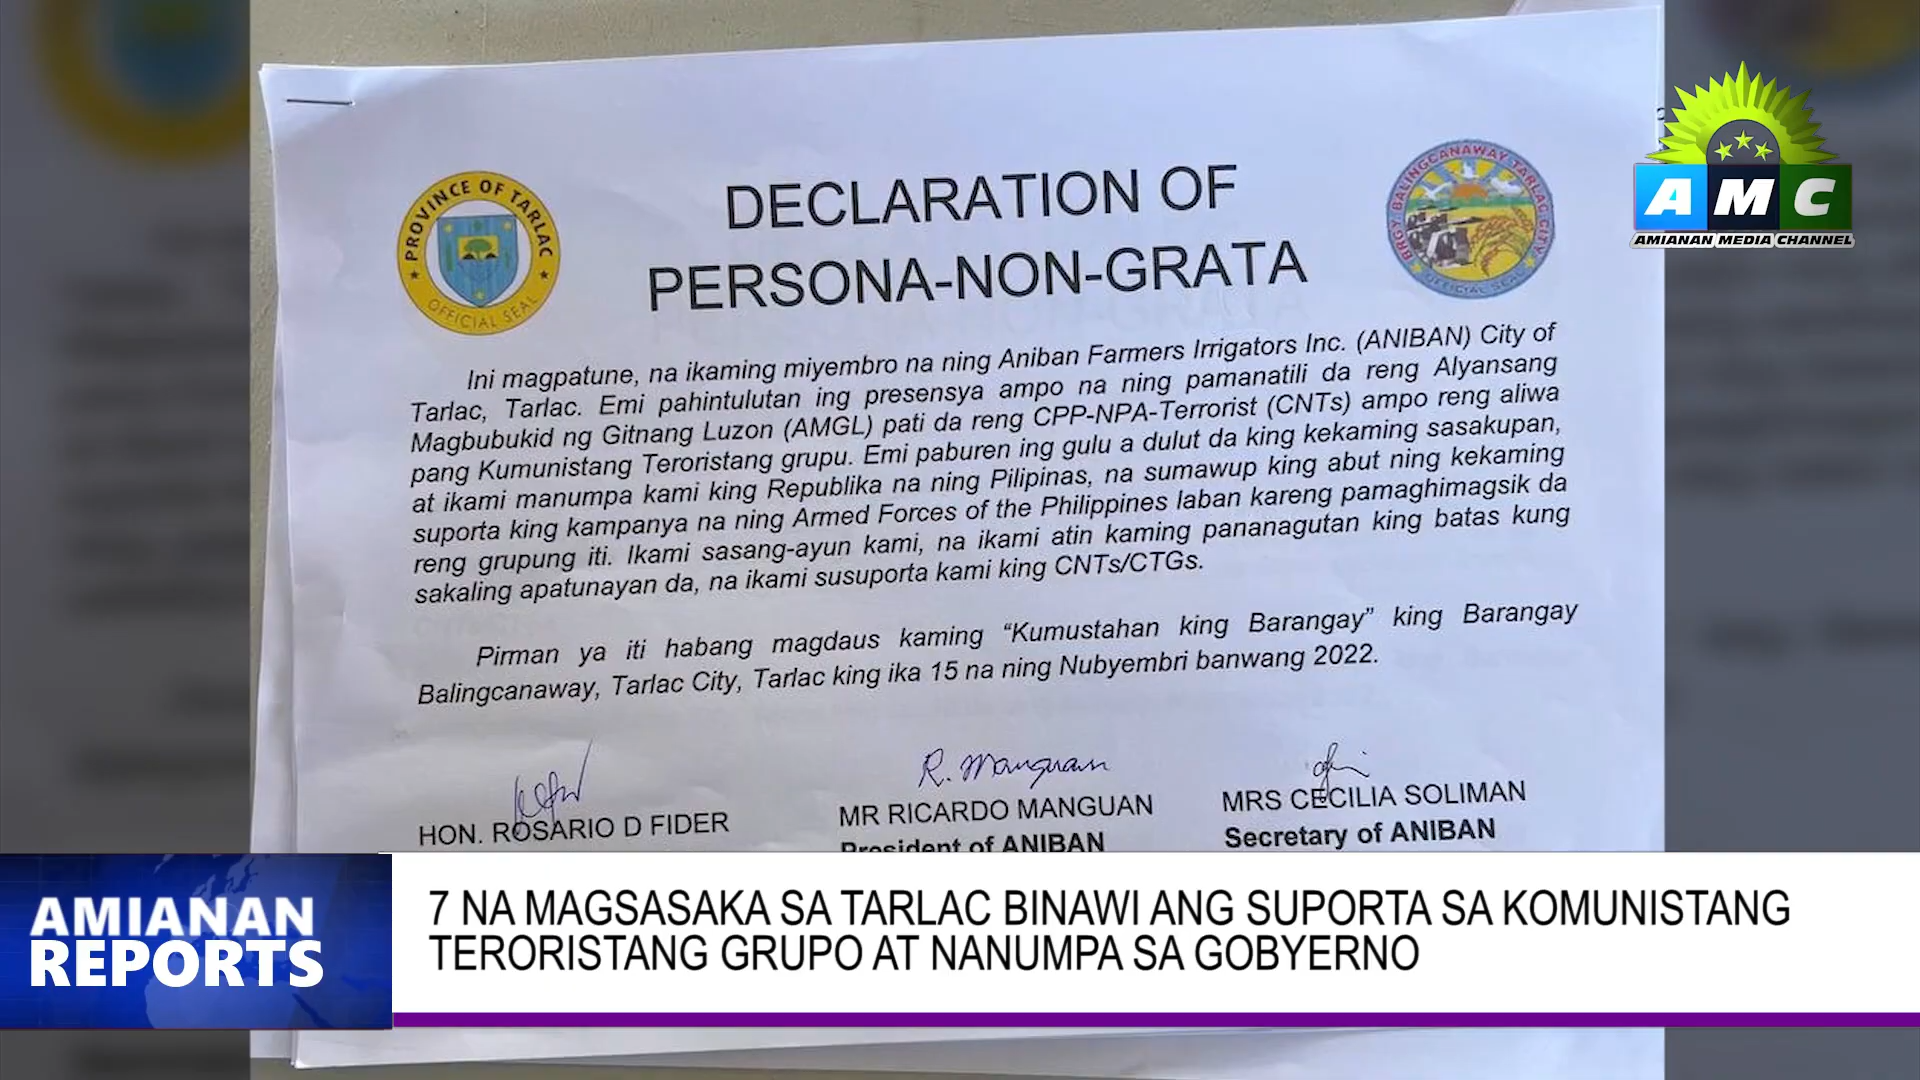 PROVINCE OF TARLAC
OFFICIAL SEAL
DECLARATION OF
PERSONA-NON-GRATA
BRGY BALINGCANAWAY TARLAC CITY
OFFICIAL SEAL
AMC
AMIANAN MEDIA CHANNEL
Ini magpatune, na ikaming miyembro na ning Aniban Farmers Irrigators Inc. (ANIBAN) City of
Tarlac, Tarlac. Emi pahintulutan ing presensya ampo na ning pamanatili da reng Alyansang
Magbubukid ng Gitnang Luzon (AMGL) pati da reng CPP-NPA-Terrorist (CNTs) ampo reng aliwa
pang Kumunistang Teroristang grupu. Emi paburen ing gulu a dulut da king kekaming sasakupan,
at ikami manumpa kami king Republika na ning Pilipinas, na sumawup king abut ning kekaming
suporta king kampanya na ning Armed Forces of the Philippines laban kareng pamaghimagsik da
reng grupung iti. Ikami sasang-ayun kami, na ikami atin kaming pananagutan king batas kung
sakaling apatunayan da, na ikami susuporta kami king CNTs/CTGs.
Pirman ya iti habang magdaus kaming “Kumustahan king Barangay” king Barangay
Balingcanaway, Tarlac City, Tarlac king ika 15 na ning Nubyembri banwang 2022.
R. Manguan
HON. ROSARIO D FIDER
MR RICARDO MANGUAN
President of ANIBAN
MRS CECILIA SOLIMAN
Secretary of ANIBAN
AMIANAN
REPORTS
7 NA MAGSASAKA SA TARLAC BINAWI ANG SUPORTA SA KOMUNISTANG
TERORISTANG GRUPO AT NANUMPA SA GOBYERNO